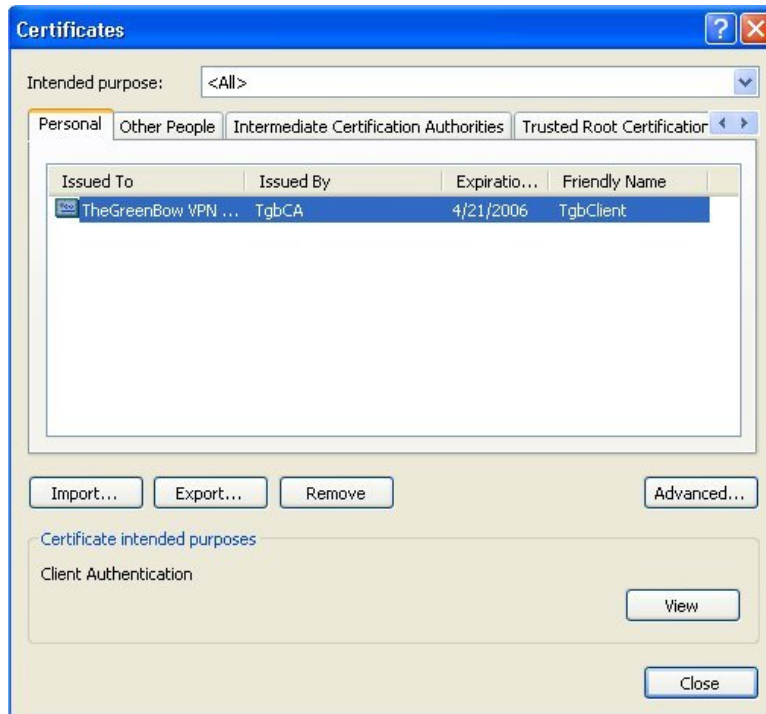 Certificates
Intended purpose: <All>
Personal Other People Intermediate Certification Authorities Trusted Root Certification
Issued To Issued By Expiratio... Friendly Name
TheGreenBow VPN ... TgbCA 4/21/2006 TgbClient
Import... Export... Remove Advanced...
Certificate intended purposes
Client Authentication
View
Close